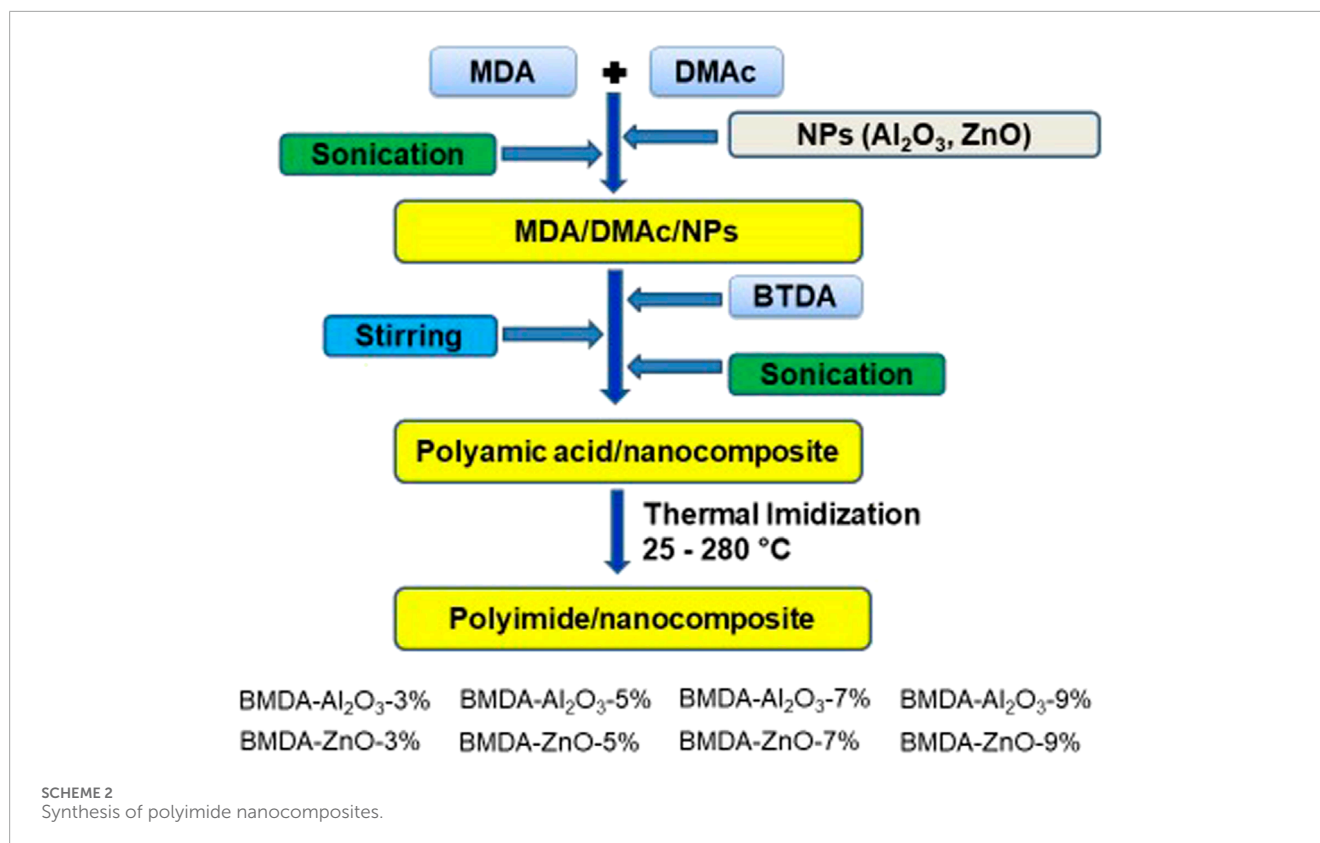 MDA + DMAc
NPs (Al₂O₃, ZnO)
Sonication
MDA/DMAc/NPs
BTDA
Stirring
Sonication
Polyamic acid/nanocomposite
Thermal Imidization
25 - 280 °C
Polyimide/nanocomposite
BMDA-Al₂O₃-3% BMDA-Al₂O₃-5% BMDA-Al₂O₃-7% BMDA-Al₂O₃-9%
BMDA-ZnO-3% BMDA-ZnO-5% BMDA-ZnO-7% BMDA-ZnO-9%
SCHEME 2
Synthesis of polyimide nanocomposites.